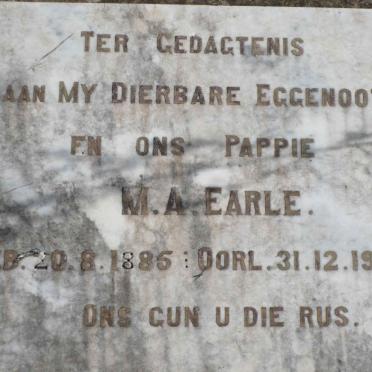 TER GEDAGTENIS
AAN MY DIERBARE EGGENOOT
EN ONS PAPPIE
M.A. EARLE.
B. 20.8.1886 : OORL. 31.12.19
ONS GUN U DIE RUS.